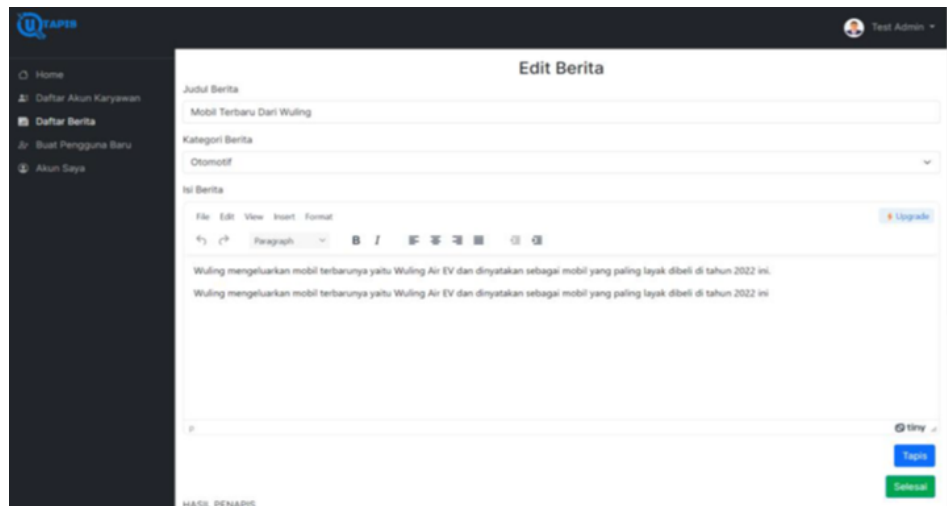 UTAPIS
Test Admin
Home
Daftar Akun Karyawan
Daftar Berita
Buat Pengguna Baru
Akun Saya
Edit Berita
Judul Berita
Mobil Terbaru Dari Wuling
Kategori Berita
Otomotif
Isi Berita
File Edit View Insert Format
Upgrade
Paragraph B I
Wuling mengeluarkan mobil terbarunya yaitu Wuling Air EV dan dinyatakan sebagai mobil yang paling layak dibeli di tahun 2022 ini.
Wuling mengeluarkan mobil terbarunya yaitu Wuling Air EV dan dinyatakan sebagai mobil yang paling layak dibeli di tahun 2022 ini
p
tiny
Tapis
Selesai
HASIL PENAPIS